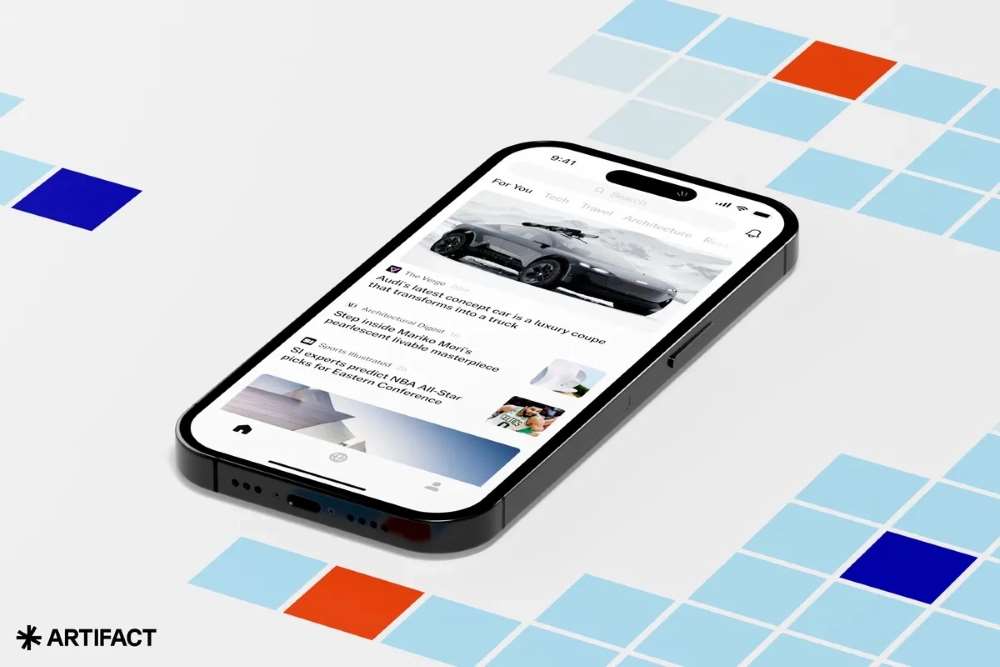 9:41
Search
For You Tech Travel Architecture
The Verge
Audi's latest concept car is a luxury coupe
that transforms into a truck
Architectural Digest
Step inside Mariko Mori's
pearlescent livable masterpiece
Sports Illustrated
SI experts predict NBA All-Star
picks for Eastern Conference
CELTICS
0
ARTIFACT